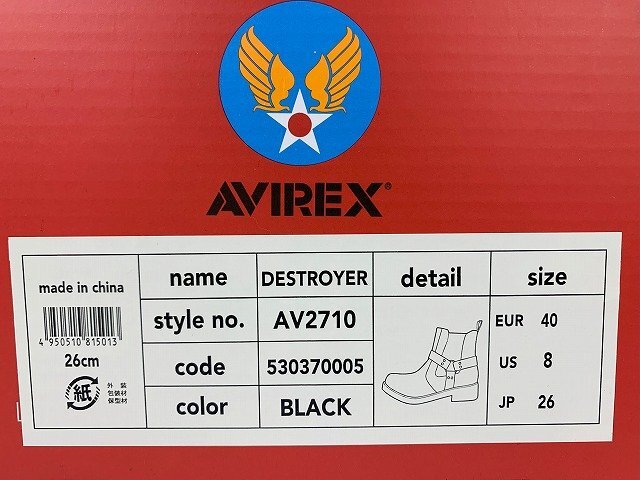 AVIREX®
made in china
4 950510 815013
26cm
紙
外装
包装材
保型材
name DESTROYER
style no. AV2710
code 530370005
color BLACK
detail
size
EUR 40
US 8
JP 26